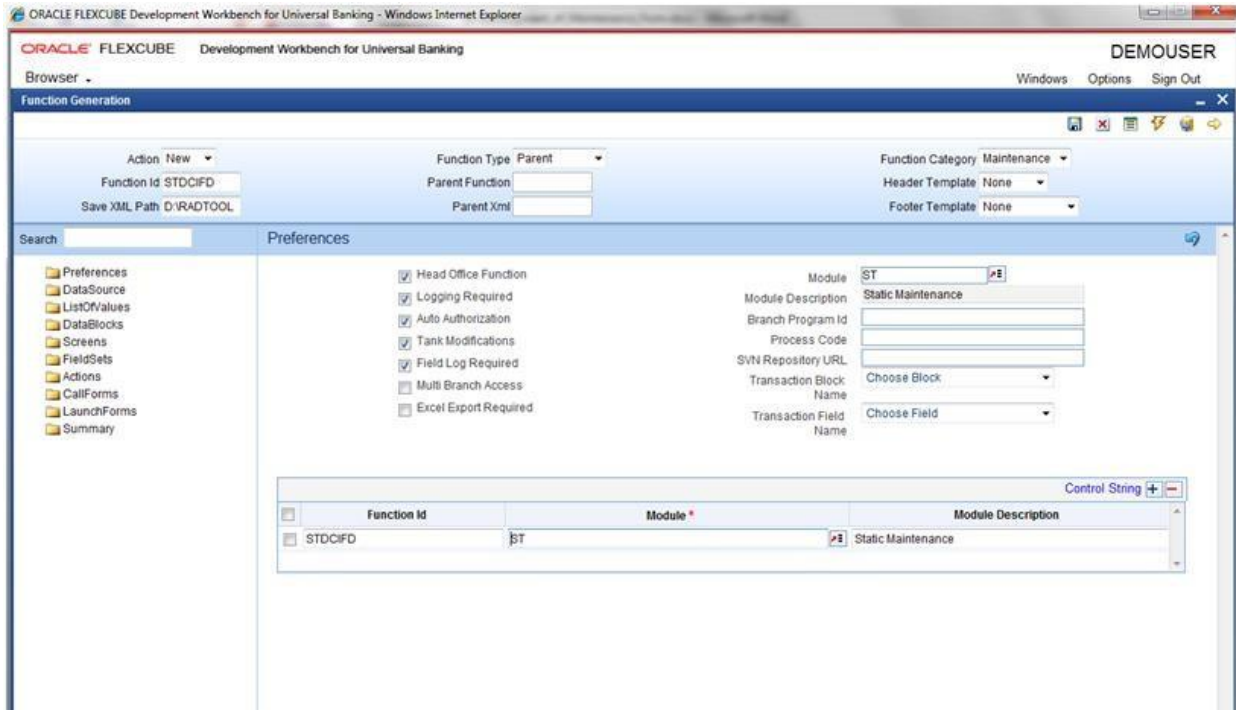 ORACLE FLEXCUBE Development Workbench for Universal Banking - Windows Internet Explorer
ORACLE FLEXCUBE Development Workbench for Universal Banking
DEMOUSER
Browser
Windows Options Sign Out
Function Generation
Action New Function Type Parent Function Category Maintenance
Function Id STDCIFD Parent Function Header Template None
Save XML Path D:\RADTOOL Parent Xml Footer Template None
Search
Preferences
Preferences
DataSource
ListOfValues
DataBlocks
Screens
FieldSets
Actions
CallForms
LaunchForms
Summary
Head Office Function
Logging Required
Auto Authorization
Tank Modifications
Field Log Required
Multi Branch Access
Excel Export Required
Module ST
Module Description Static Maintenance
Branch Program Id
Process Code
SVN Repository URL
Transaction Block Choose Block
Name
Transaction Field Choose Field
Name
Control String + -
Function Id Module * Module Description
STDCIFD ST Static Maintenance